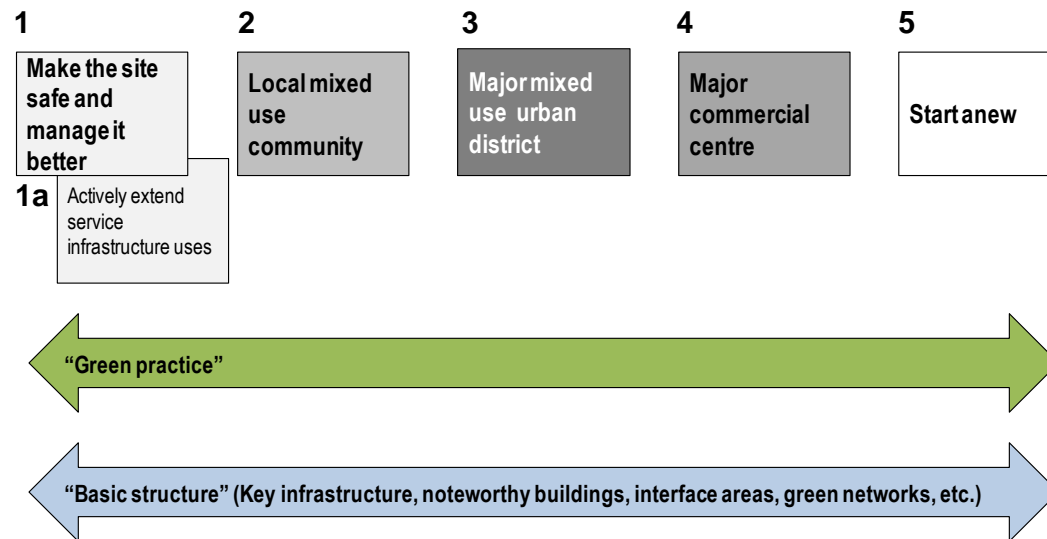 1
Make the site
safe and
manage it
better
1a
Actively extend
service
infrastructure uses
2
Local mixed
use
community
3
Major mixed
use urban
district
4
Major
commercial
centre
5
Start anew
“Green practice”
“Basic structure” (Key infrastructure, noteworthy buildings, interface areas, green networks, etc.)